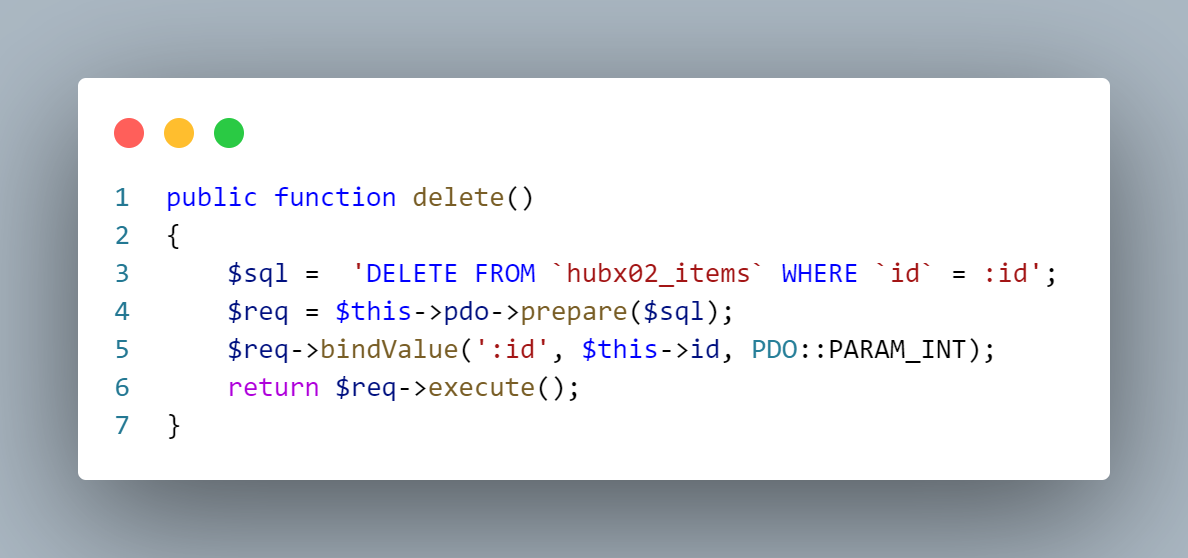 1 public function delete()
2 {
3     $sql =  'DELETE FROM `hubx02_items` WHERE `id` = :id';
4     $req = $this->pdo->prepare($sql);
5     $req->bindValue(':id', $this->id, PDO::PARAM_INT);
6     return $req->execute();
7 }